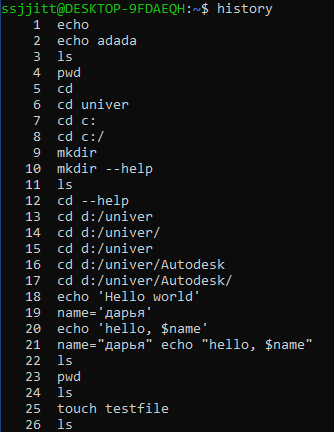 ssjjitt@DESKTOP-9FDAEQH:~$ history
1 echo
2 echo adada
3 ls
4 pwd
5 cd
6 cd univer
7 cd c:
8 cd c:/
9 mkdir
10 mkdir --help
11 ls
12 cd --help
13 cd d:/univer
14 cd d:/univer/
15 cd d:/univer
16 cd d:/univer/Autodesk
17 cd d:/univer/Autodesk/
18 echo 'Hello world'
19 name='дарья'
20 echo 'hello, $name'
21 name="дарья" echo "hello, $name"
22 ls
23 pwd
24 ls
25 touch testfile
26 ls